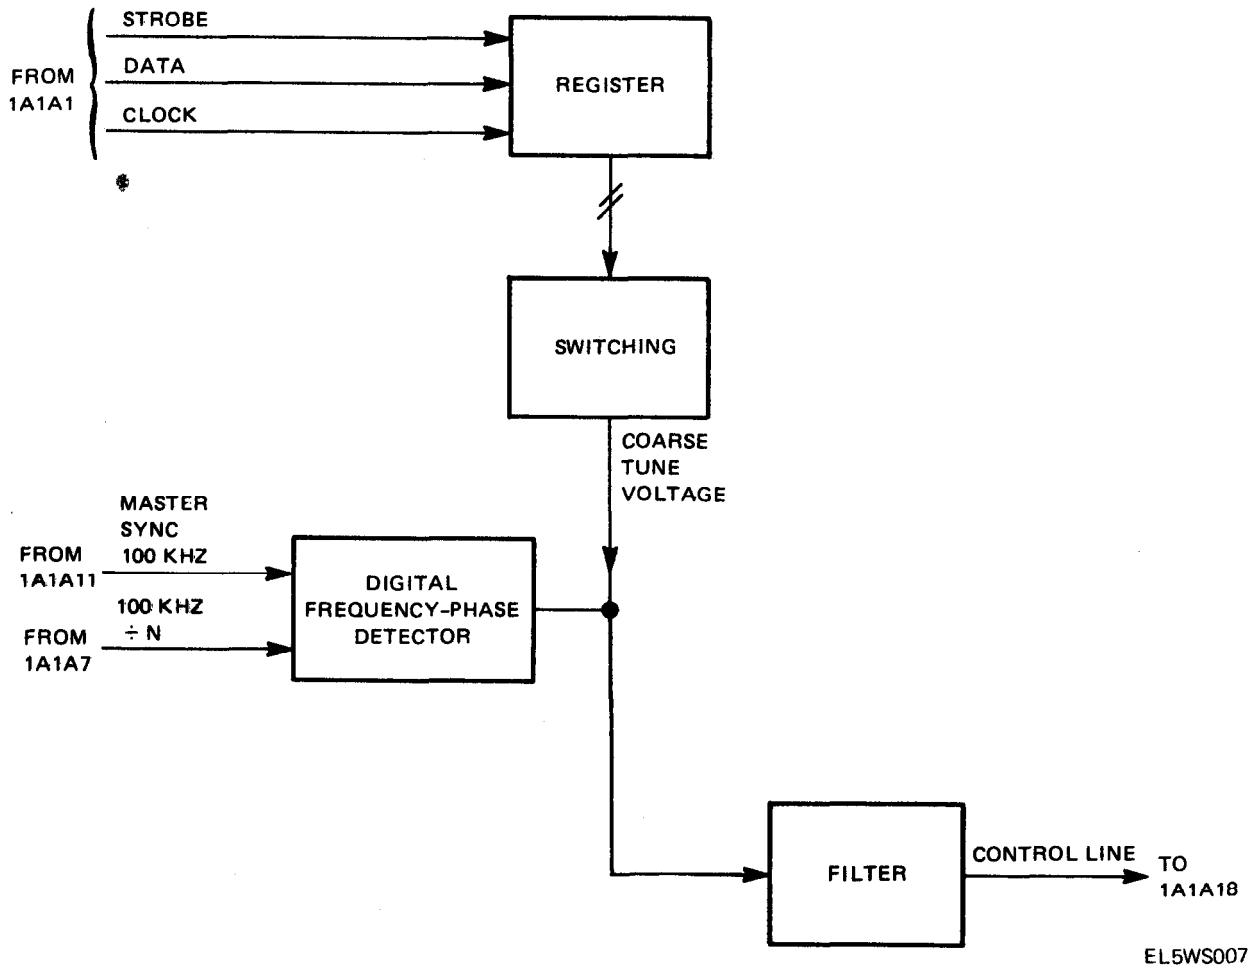 STROBE
FROM
1A1A1
DATA
CLOCK
REGISTER
SWITCHING
COARSE
TUNE
VOLTAGE
MASTER
SYNC
100 KHZ
FROM
1A1A11
100 KHZ
÷ N
FROM
1A1A7
DIGITAL
FREQUENCY-PHASE
DETECTOR
FILTER
CONTROL LINE
TO
1A1A18
EL5WS007